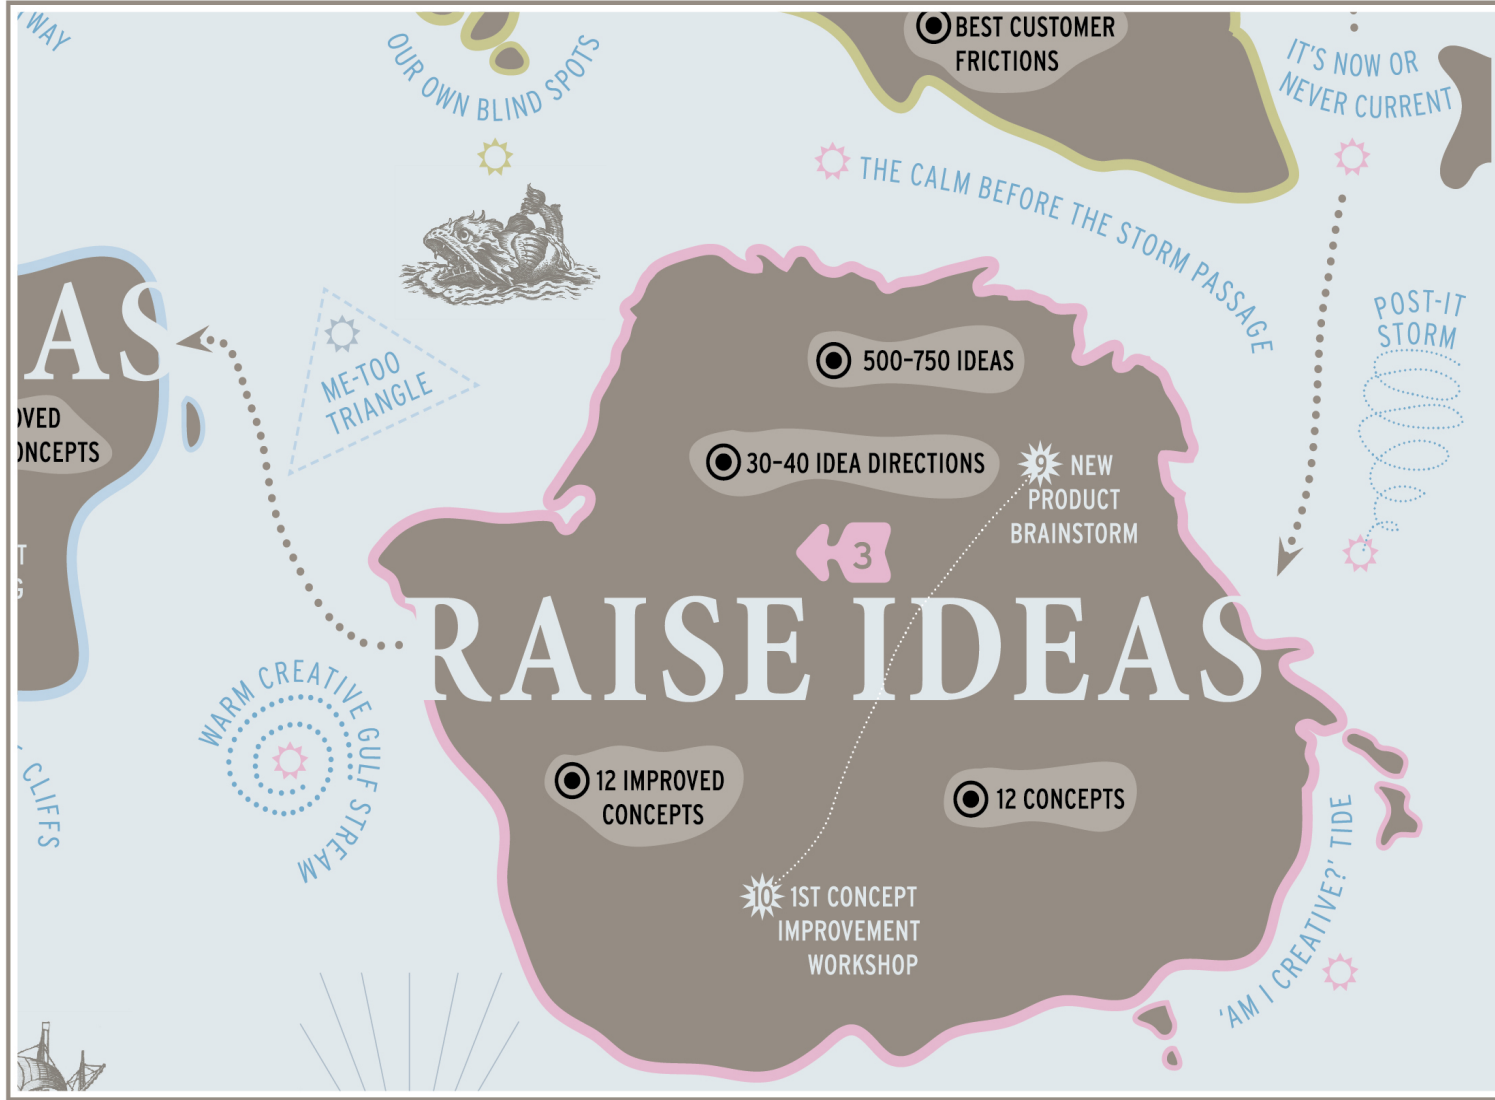 WAY
OUR OWN BLIND SPOTS
BEST CUSTOMER
FRICTIONS
IT'S NOW OR
NEVER CURRENT
THE CALM BEFORE THE STORM PASSAGE
POST-IT
STORM
AS
ME-TOO
TRIANGLE
OVED
ONCEPTS
500-750 IDEAS
30-40 IDEA DIRECTIONS
9 NEW
PRODUCT
BRAINSTORM
3
RAISE IDEAS
T
G
WARM CREATIVE GULF STREAM
CLIFFS
12 IMPROVED
CONCEPTS
12 CONCEPTS
10 1ST CONCEPT
IMPROVEMENT
WORKSHOP
'AM I CREATIVE?' TIDE